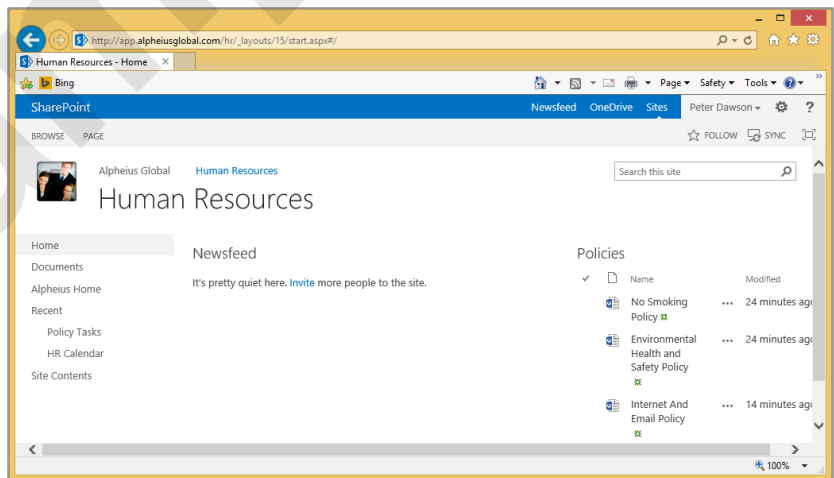 http://app.alpheiusglobal.com/hr/_layouts/15/start.aspx#/
Human Resources - Home
Bing
Page Safety Tools
SharePoint
Newsfeed OneDrive Sites Peter Dawson ?
BROWSE PAGE
FOLLOW SYNC
Alpheius Global Human Resources
Search this site
Human Resources
Home
Documents
Alpheius Home
Recent
Policy Tasks
HR Calendar
Site Contents
Newsfeed
It's pretty quiet here. Invite more people to the site.
Policies
Name Modified
No Smoking ... 24 minutes ago
Policy
Environmental ... 24 minutes ago
Health and
Safety Policy
Internet And ... 14 minutes ago
Email Policy
100%